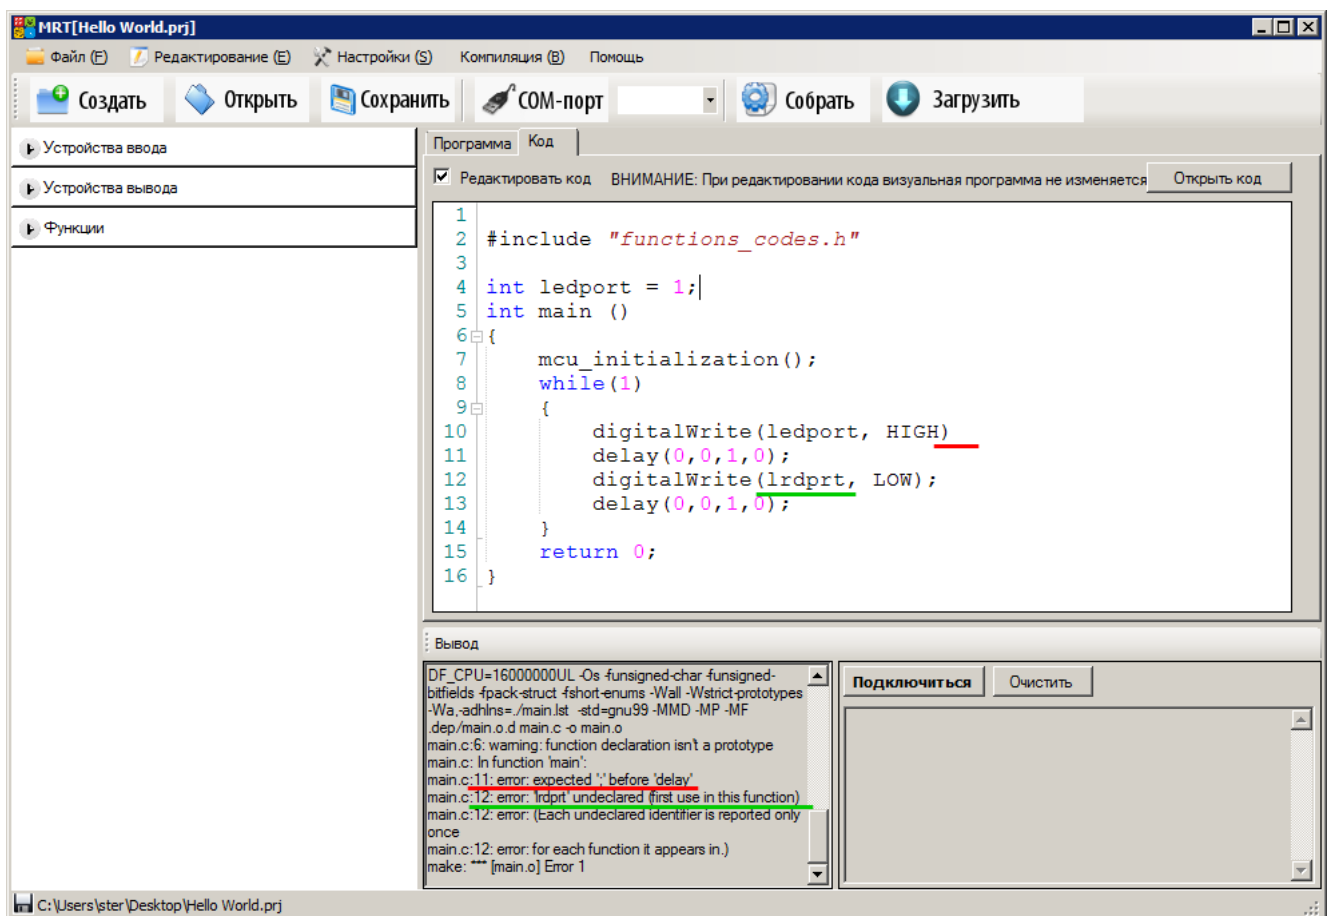 MRT[Hello World.prj]
Файл (F) Редактирование (E) Настройки (S) Компиляция (B) Помощь
Создать Открыть Сохранить COM-порт Собрать Загрузить
Устройства ввода
Устройства вывода
Функции
Программа Код
Редактировать код ВНИМАНИЕ: При редактировании кода визуальная программа не изменяется Открыть код
1
2 #include "functions_codes.h"
3
4 int ledport = 1;
5 int main ()
6 {
7 mcu_initialization();
8 while(1)
9 {
10 digitalWrite(ledport, HIGH)
11 delay(0,0,1,0);
12 digitalWrite(lrdprt, LOW);
13 delay(0,0,1,0);
14 }
15 return 0;
16 }
Вывод
DF_CPU=16000000UL -Os -funsigned-char -funsigned-
bitfields -fpack-struct -fshort-enums -Wall -Wstrict-prototypes
-Wa,-adhlns=./main.lst -std=gnu99 -MMD -MP -MF
.dep/main.o.d main.c -o main.o
main.c:6: warning: function declaration isn't a prototype
main.c: In function 'main':
main.c:11: error: expected ';' before 'delay'
main.c:12: error: 'lrdprt' undeclared (first use in this function)
main.c:12: error: (Each undeclared identifier is reported only
once
main.c:12: error: for each function it appears in.)
make: *** [main.o] Error 1
Подключиться Очистить
C:\Users\ster\Desktop\Hello World.prj